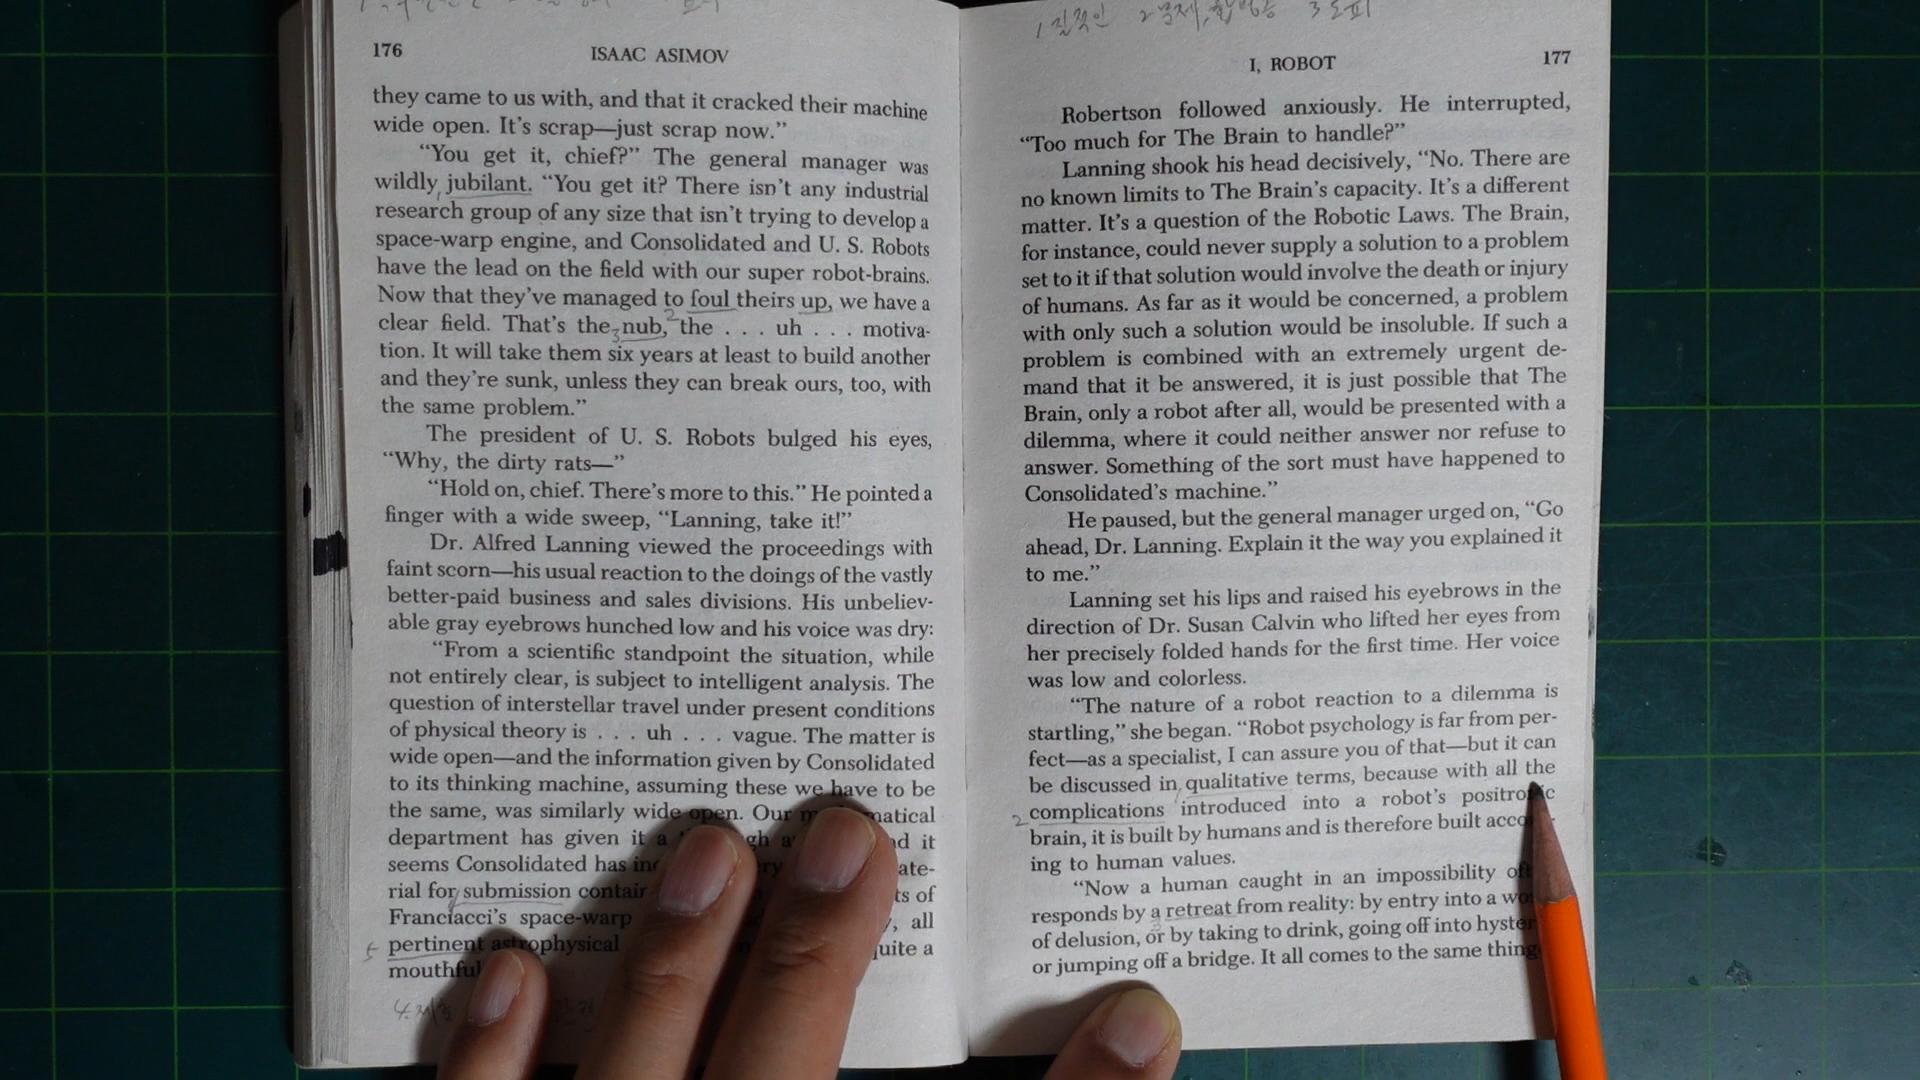 176
ISAAC ASIMOV
they came to us with, and that it cracked their machine
wide open. It's scrap—just scrap now.”
“You get it, chief?” The general manager was
wildly jubilant. “You get it? There isn't any industrial
research group of any size that isn't trying to develop a
space-warp engine, and Consolidated and U. S. Robots
have the lead on the field with our super robot-brains.
Now that they've managed to foul theirs up, we have a
clear field. That's the nub, the . . . uh . . . motiva-
tion. It will take them six years at least to build another
and they're sunk, unless they can break ours, too, with
the same problem.”
The president of U. S. Robots bulged his eyes,
“Why, the dirty rats—”
“Hold on, chief. There's more to this.” He pointed a
finger with a wide sweep, “Lanning, take it!”
Dr. Alfred Lanning viewed the proceedings with
faint scorn—his usual reaction to the doings of the vastly
better-paid business and sales divisions. His unbeliev-
able gray eyebrows hunched low and his voice was dry:
“From a scientific standpoint the situation, while
not entirely clear, is subject to intelligent analysis. The
question of interstellar travel under present conditions
of physical theory is . . . uh . . . vague. The matter is
wide open—and the information given by Consolidated
to its thinking machine, assuming these we have to be
the same, was similarly wide open. Our
department has given it a it
seems Consolidated has
rial for submission of
Franciacci's space-warp all
pertinent astrophysical a
mouthful
1 질적인 2 문제, 3 도피
I, ROBOT
177
Robertson followed anxiously. He interrupted,
“Too much for The Brain to handle?”
Lanning shook his head decisively, “No. There are
no known limits to The Brain's capacity. It's a different
matter. It's a question of the Robotic Laws. The Brain,
for instance, could never supply a solution to a problem
set to it if that solution would involve the death or injury
of humans. As far as it would be concerned, a problem
with only such a solution would be insoluble. If such a
problem is combined with an extremely urgent de-
mand that it be answered, it is just possible that The
Brain, only a robot after all, would be presented with a
dilemma, where it could neither answer nor refuse to
answer. Something of the sort must have happened to
Consolidated's machine.”
He paused, but the general manager urged on, “Go
ahead, Dr. Lanning. Explain it the way you explained it
to me.”
Lanning set his lips and raised his eyebrows in the
direction of Dr. Susan Calvin who lifted her eyes from
her precisely folded hands for the first time. Her voice
was low and colorless.
“The nature of a robot reaction to a dilemma is
startling,” she began. “Robot psychology is far from per-
fect—as a specialist, I can assure you of that—but it can
be discussed in qualitative terms, because with all the
2 complications introduced into a robot's positronic
brain, it is built by humans and is therefore built
ing to human values.
“Now a human caught in an impossibility
responds by a retreat from reality: by entry into a
of delusion, or by taking to drink, going off into
or jumping off a bridge. It all comes to the same